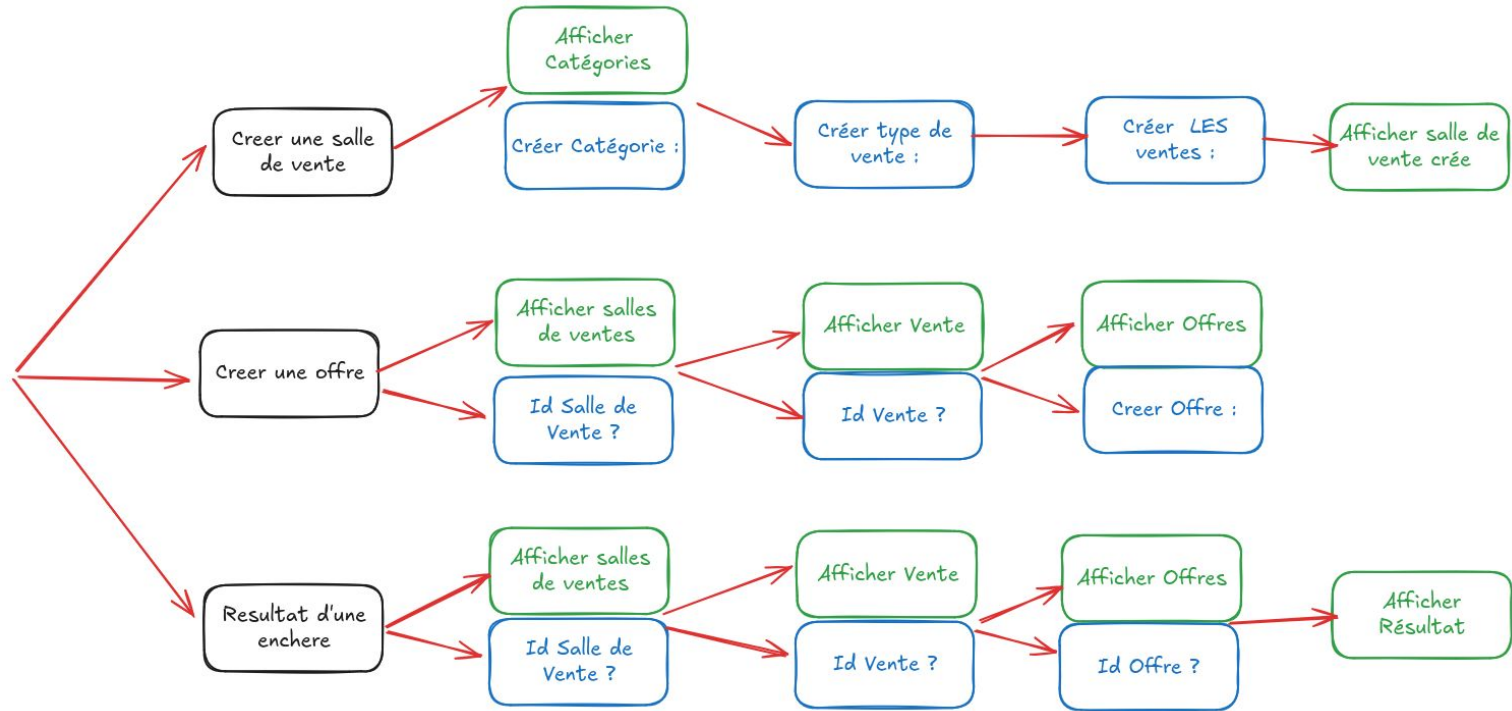 Afficher
Catégories
Creer une salle
de vente
Créer Catégorie :
Créer type de
vente :
Créer LES
ventes :
Afficher salle de
vente crée
Creer une offre
Afficher salles
de ventes
Id Salle de
Vente ?
Afficher Vente
Id Vente ?
Afficher Offres
Creer Offre :
Resultat d'une
enchere
Afficher salles
de ventes
Id Salle de
Vente ?
Afficher Vente
Id Vente ?
Afficher Offres
Id Offre ?
Afficher
Résultat